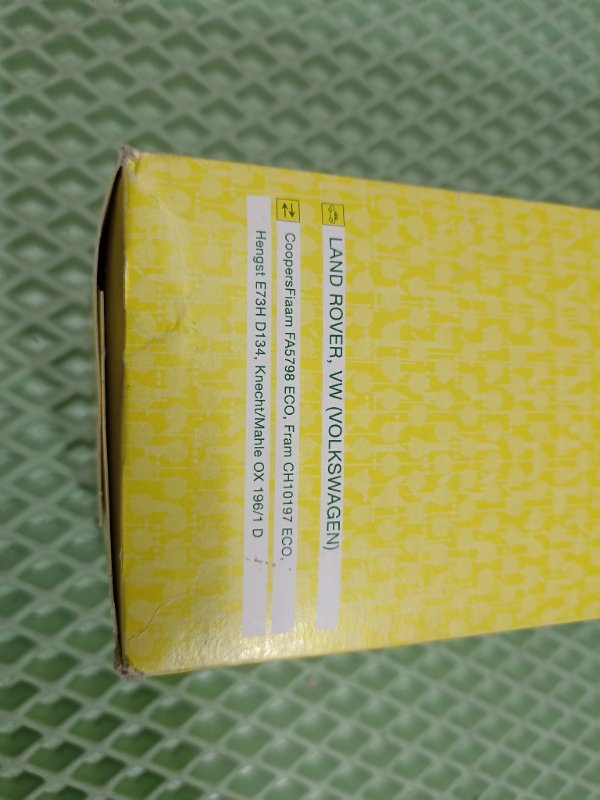 LAND ROVER, VW (VOLKSWAGEN)
CoopersFiaam FA5798 ECO, Fram CH10197 ECO,
Hengst E73H D134, Knecht/Mahle OX 196/1 D